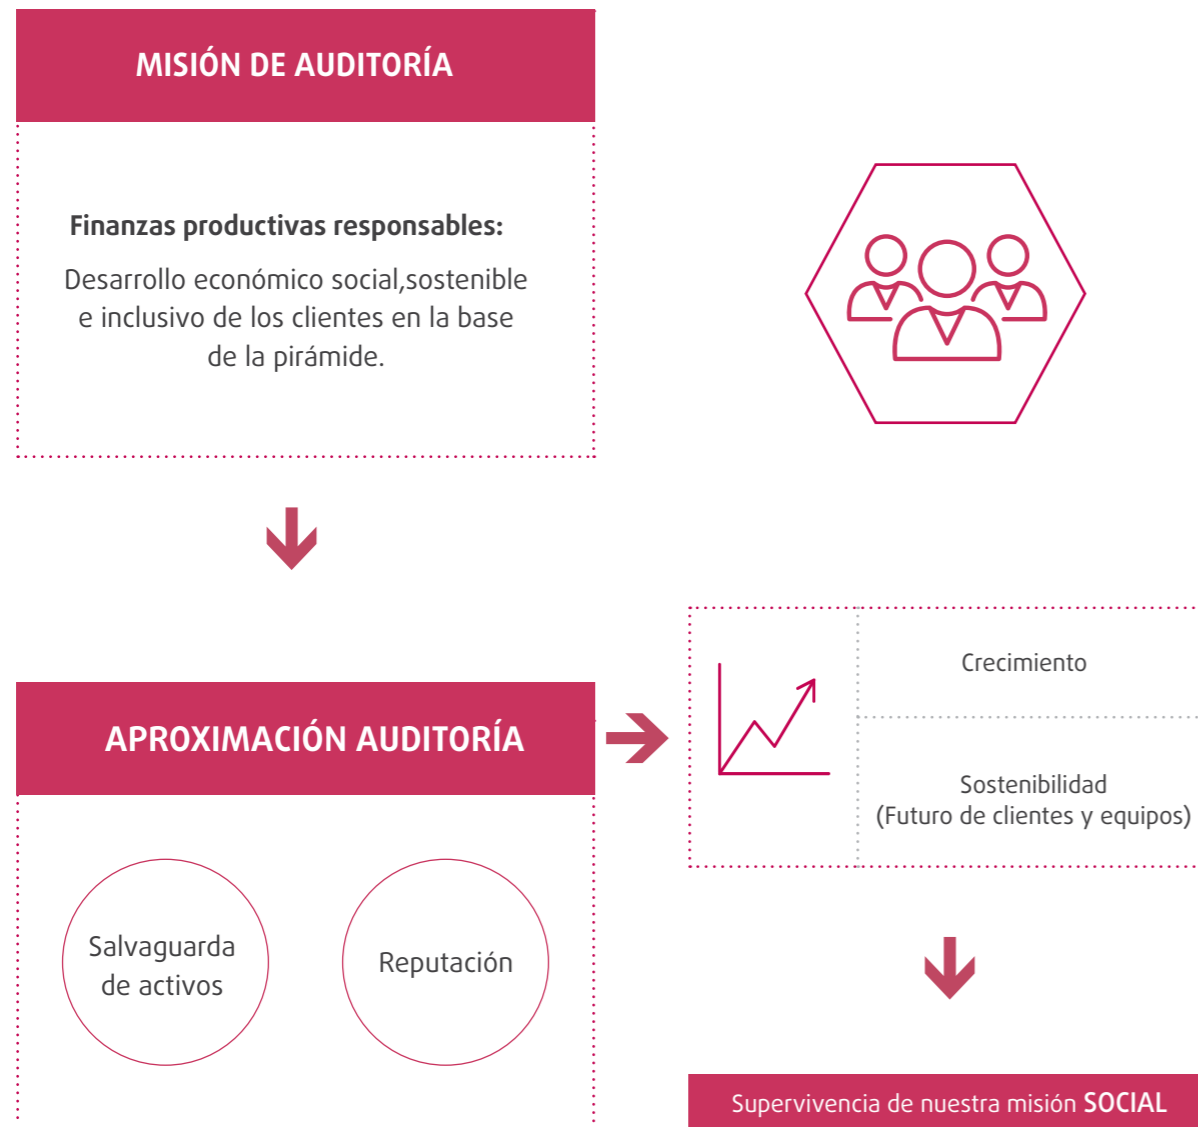 MISIÓN DE AUDITORÍA
Finanzas productivas responsables:
Desarrollo económico social,sostenible
e inclusivo de los clientes en la base
de la pirámide.
APROXIMACIÓN AUDITORÍA
Salvaguarda
de activos
Reputación
Crecimiento
Sostenibilidad
(Futuro de clientes y equipos)
Supervivencia de nuestra misión SOCIAL